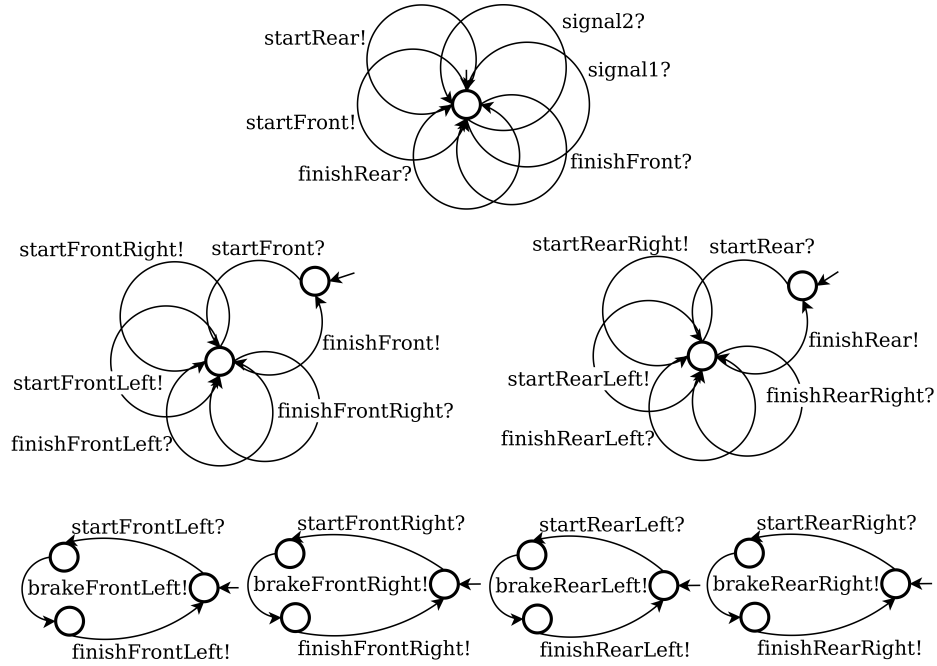 signal2?
startRear!
signal1?
startFront!
finishFront?
finishRear?
startFrontRight!
startFront?
finishFront!
startFrontLeft!
finishFrontRight?
finishFrontLeft?
startRearRight!
startRear?
finishRear!
startRearLeft!
finishRearRight?
finishRearLeft?
startFrontLeft?
brakeFrontLeft!
finishFrontLeft!
startFrontRight?
brakeFrontRight!
finishFrontRight!
startRearLeft?
brakeRearLeft!
finishRearLeft!
startRearRight?
brakeRearRight!
finishRearRight!